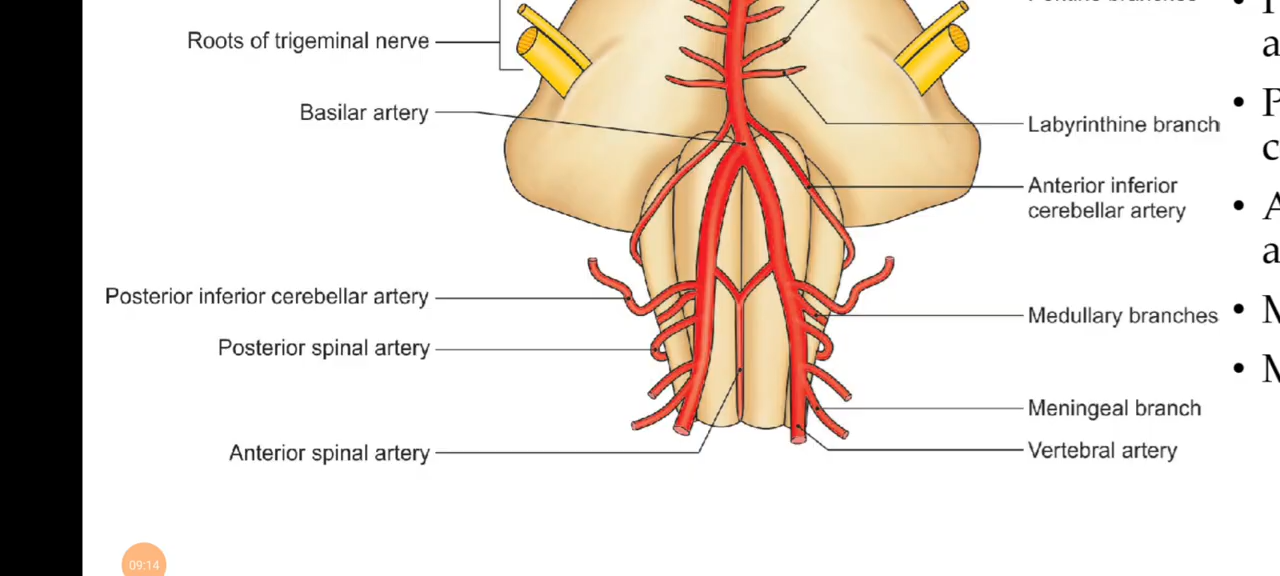 Roots of trigeminal nerve
Basilar artery
Posterior inferior cerebellar artery
Posterior spinal artery
Anterior spinal artery
Labyrinthine branch
Anterior inferior
cerebellar artery
Medullary branches
Meningeal branch
Vertebral artery
• P
c
• A
a
• M
• M
09:14